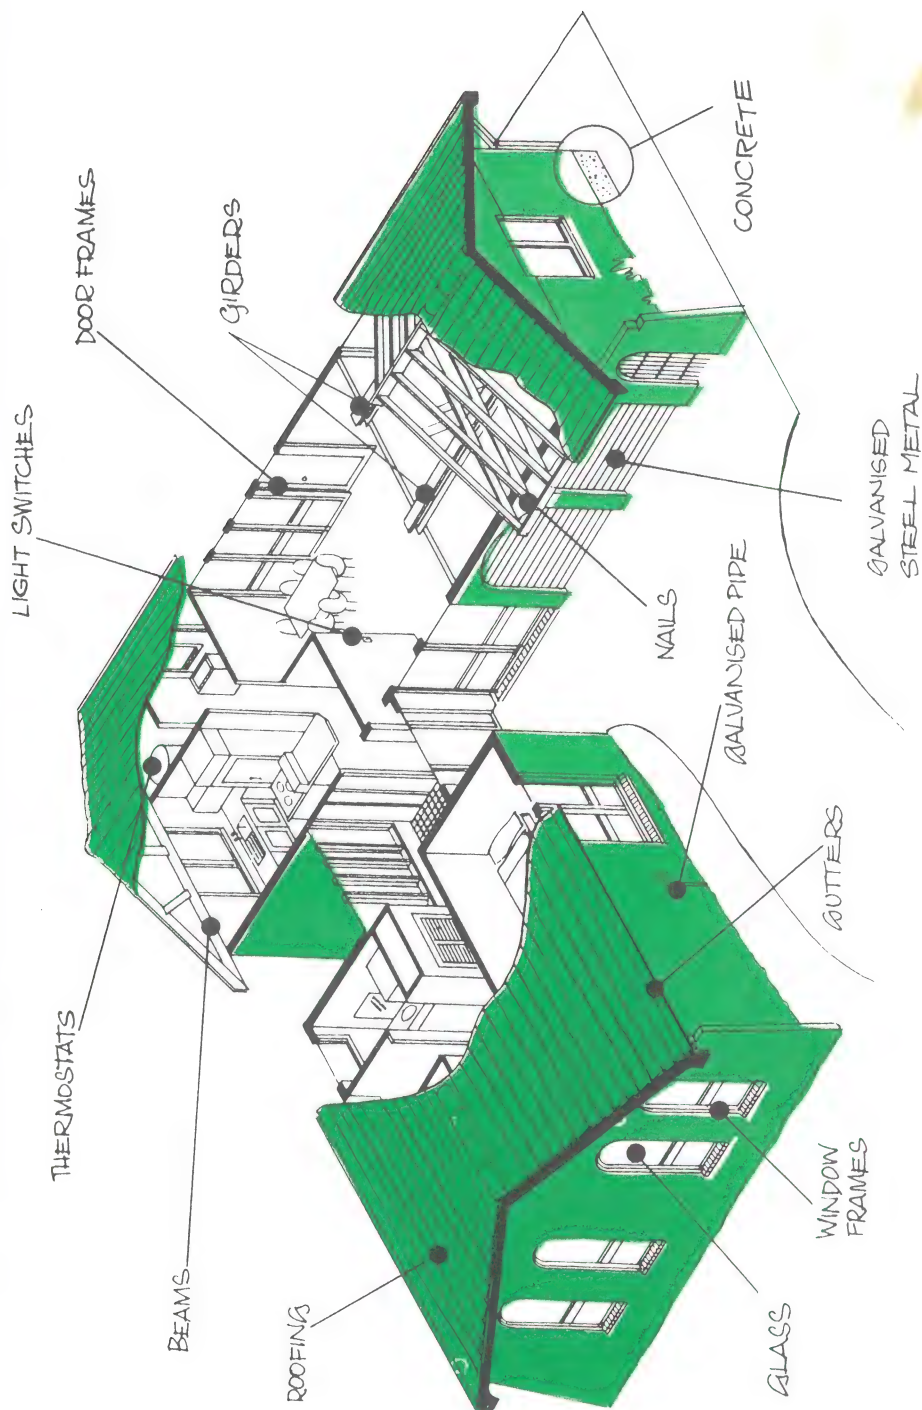 THERMOSTATS
LIGHT SWITCHES
DOOR FRAMES
GIRDERS
BEAMS
ROOFING
CONCRETE
NAILS
GALVANISED
STEEL METAL
GALVANISED PIPE
GUTTERS
WINDOW
FRAMES
GLASS